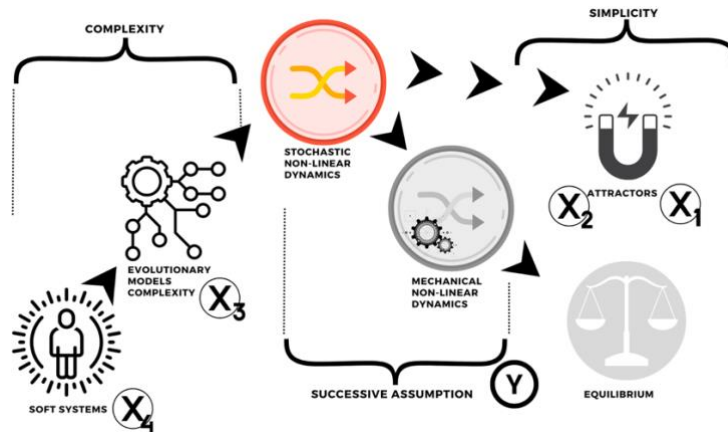 COMPLEXITY
SIMPLICITY
STOCHASTIC
NON-LINEAR
DYNAMICS
ATTRACTORS
X2
X1
EVOLUTIONARY
MODELS
COMPLEXITY
X3
MECHANICAL
NON-LINEAR
DYNAMICS
SOFT SYSTEMS
X4
SUCCESSIVE ASSUMPTION
Y
EQUILIBRIUM